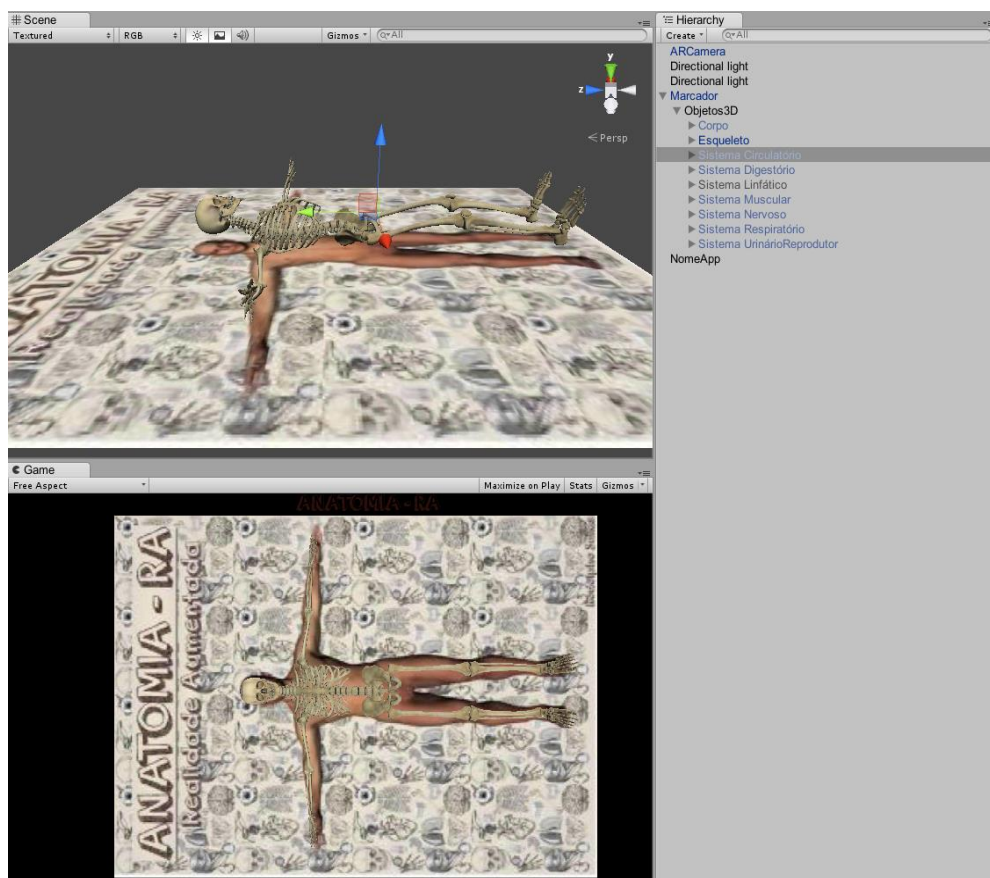 Scene
Textured RGB Gizmos All
y
z
Persp
ANATOMIA
Realidade
Game
Free Aspect Maximize on Play Stats Gizmos
ANATOMIA - RA
ANATOMIA - RA
Realidade Aumentada
Hierarchy
Create All
ARCamera
Directional light
Directional light
Marcador
Objetos3D
Corpo
Esqueleto
Sistema Circulatório
Sistema Digestório
Sistema Linfático
Sistema Muscular
Sistema Nervoso
Sistema Respiratório
Sistema UrinárioReprodutor
NomeApp